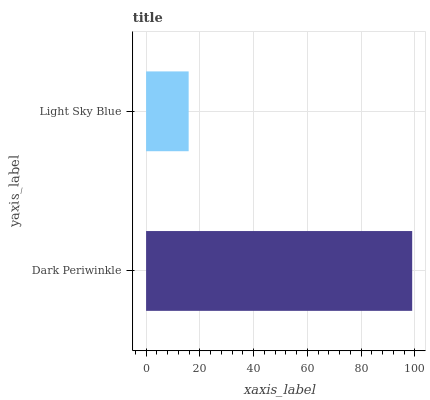 title
Light Sky Blue
Dark Periwinkle
yaxis_label
0 20 40 60 80 100
xaxis_label